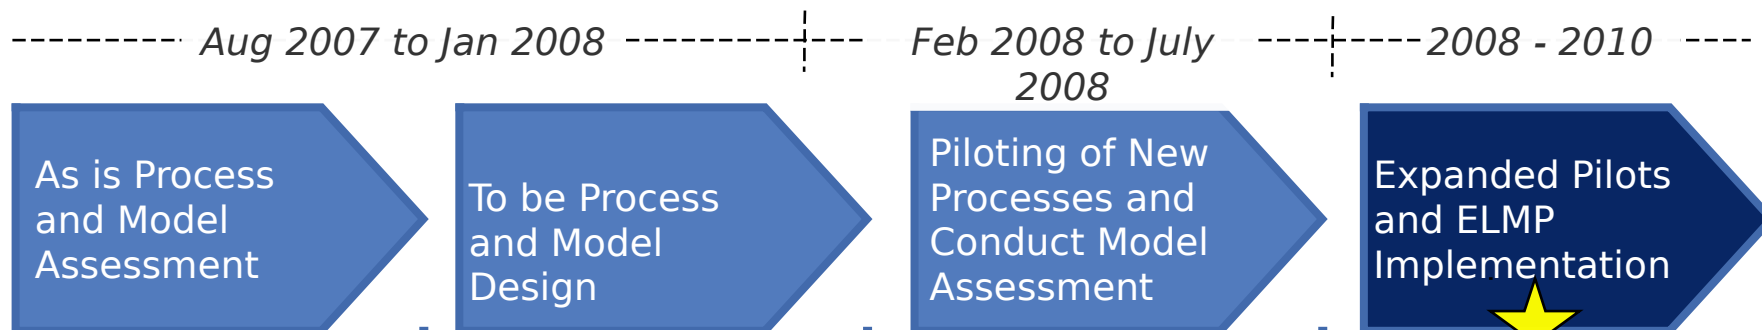 Aug 2007 to Jan 2008
Feb 2008 to July
2008
2008 - 2010
As is Process
and Model
Assessment
To be Process
and Model
Design
Piloting of New
Processes and
Conduct Model
Assessment
Expanded Pilots
and ELMP
Implementation